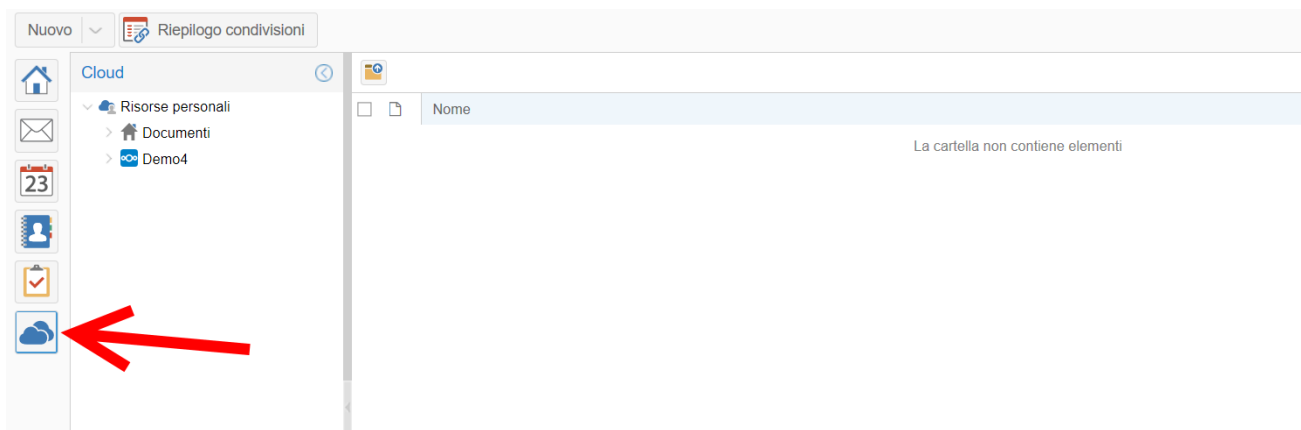 Nuovo
Riepilogo condivisioni
Cloud
Risorse personali
Nome
Documenti
La cartella non contiene elementi
Demo4
23